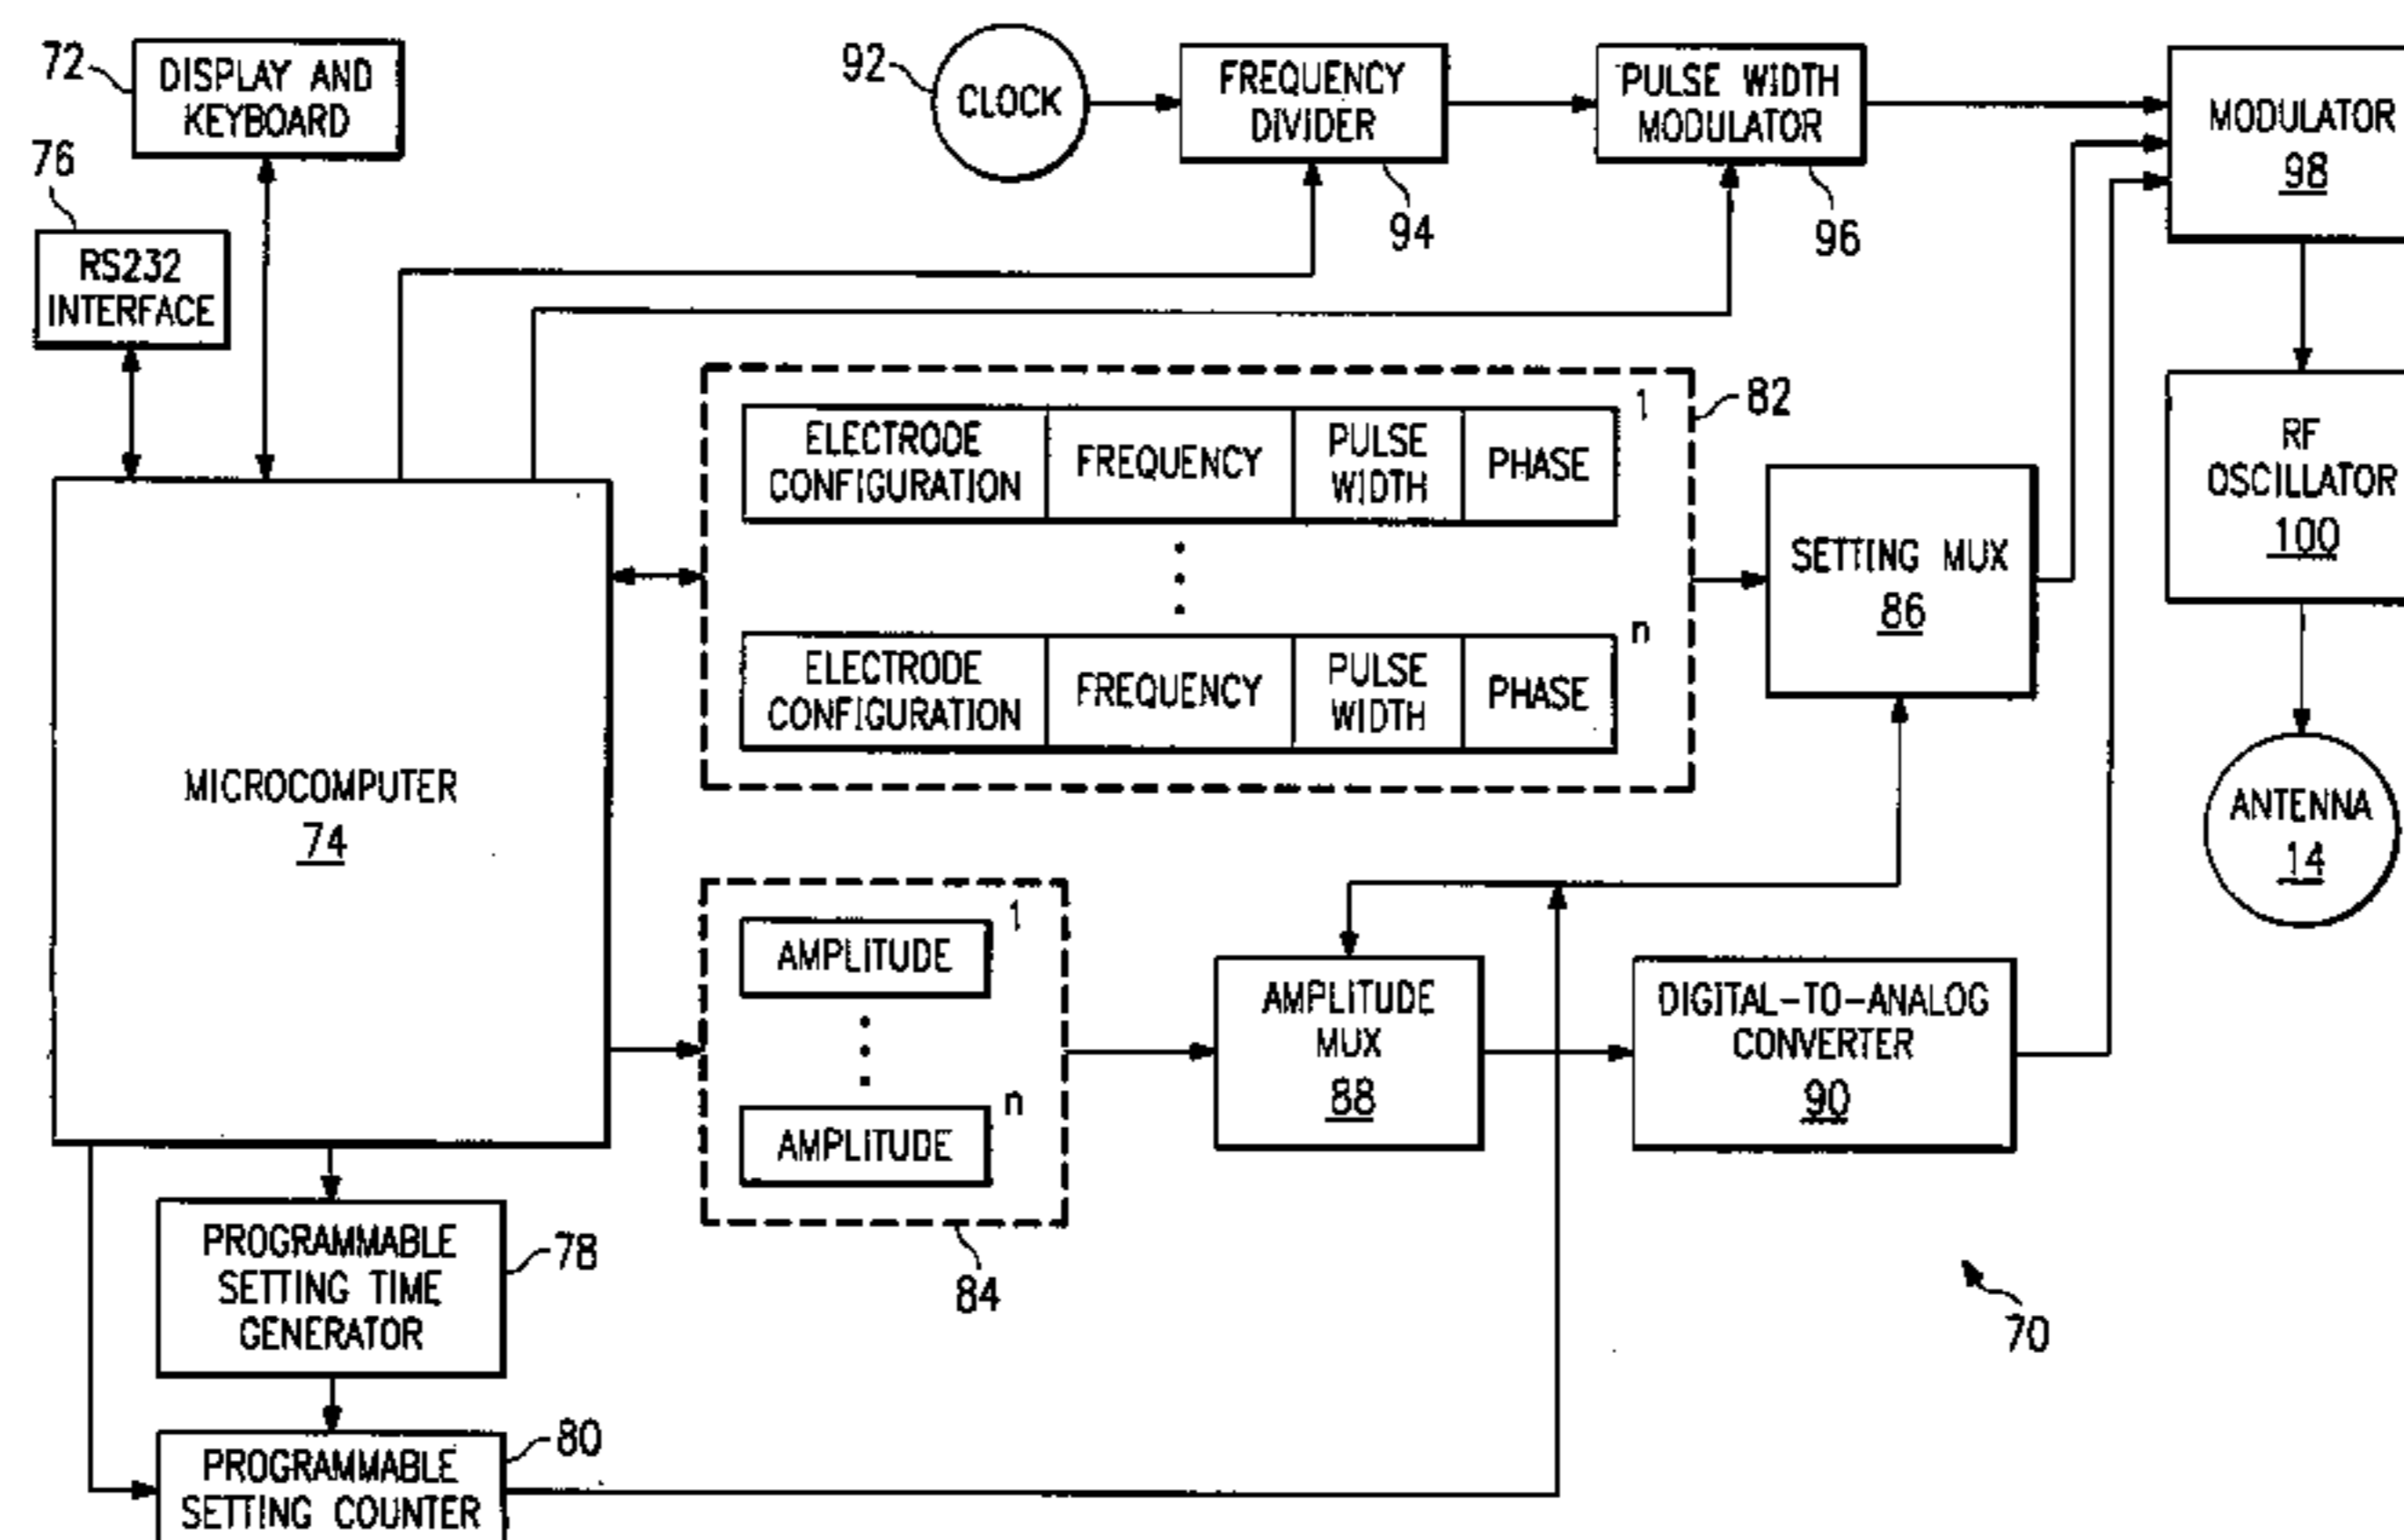 72
DISPLAY AND
KEYBOARD
92
CLOCK
FREQUENCY
DIVIDER
94
PULSE WIDTH
MODULATOR
96
MODULATOR
98
76
RS232
INTERFACE
RF
OSCILLATOR
100
82
1
ELECTRODE
CONFIGURATION
FREQUENCY
PULSE
WIDTH
PHASE
n
ELECTRODE
CONFIGURATION
FREQUENCY
PULSE
WIDTH
PHASE
SETTING MUX
86
MICROCOMPUTER
74
ANTENNA
14
1
AMPLITUDE
n
AMPLITUDE
84
AMPLITUDE
MUX
88
DIGITAL-TO-ANALOG
CONVERTER
90
PROGRAMMABLE
SETTING TIME
GENERATOR
78
70
PROGRAMMABLE
SETTING COUNTER
80